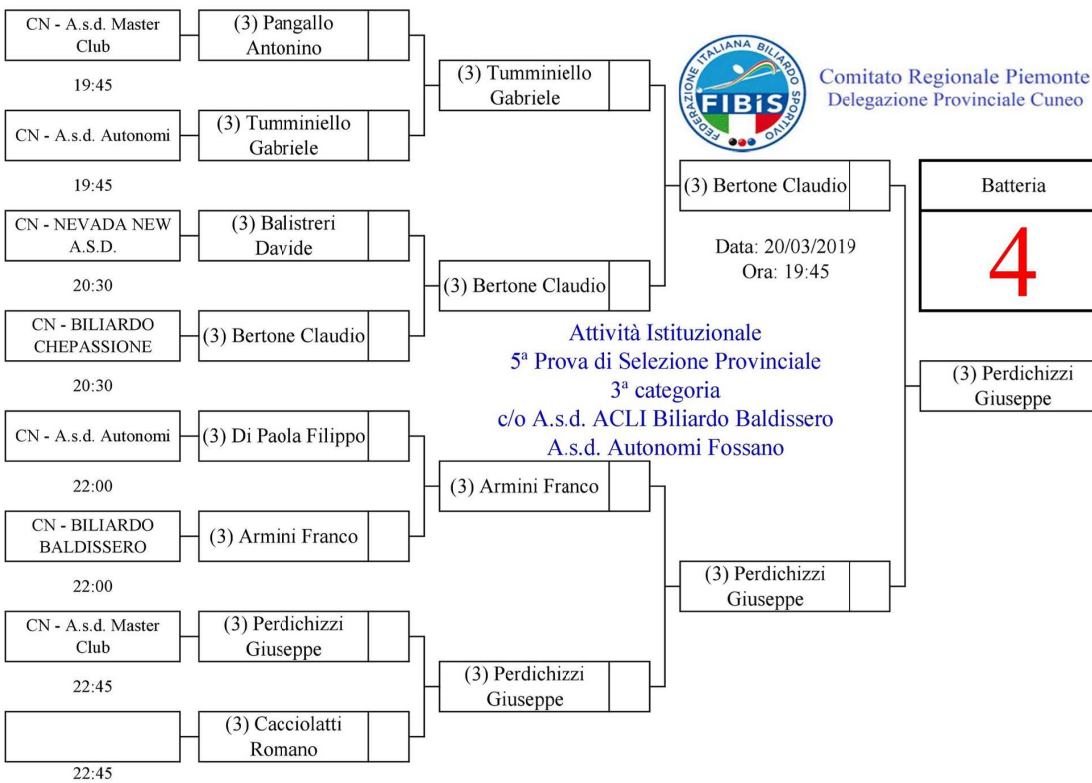 CN - A.s.d. Master
Club
(3) Pangallo
Antonino
19:45
CN - A.s.d. Autonomi
(3) Tumminiello
Gabriele
19:45
CN - NEVADA NEW
A.S.D.
(3) Balistreri
Davide
20:30
CN - BILIARDO
CHEPASSIONE
(3) Bertone Claudio
20:30
CN - A.s.d. Autonomi
(3) Di Paola Filippo
22:00
CN - BILIARDO
BALDISSERO
(3) Armini Franco
22:00
CN - A.s.d. Master
Club
(3) Perdichizzi
Giuseppe
22:45
(3) Cacciolatti
Romano
22:45
(3) Tumminiello
Gabriele
(3) Bertone Claudio
(3) Armini Franco
(3) Perdichizzi
Giuseppe
FEDERAZIONE ITALIANA BILIARDO SPORTIVO
FIBiS
Comitato Regionale Piemonte
Delegazione Provinciale Cuneo
(3) Bertone Claudio
Data: 20/03/2019
Ora: 19:45
Attività Istituzionale
5ª Prova di Selezione Provinciale
3ª categoria
c/o A.s.d. ACLI Biliardo Baldissero
A.s.d. Autonomi Fossano
(3) Perdichizzi
Giuseppe
Batteria
4
(3) Perdichizzi
Giuseppe